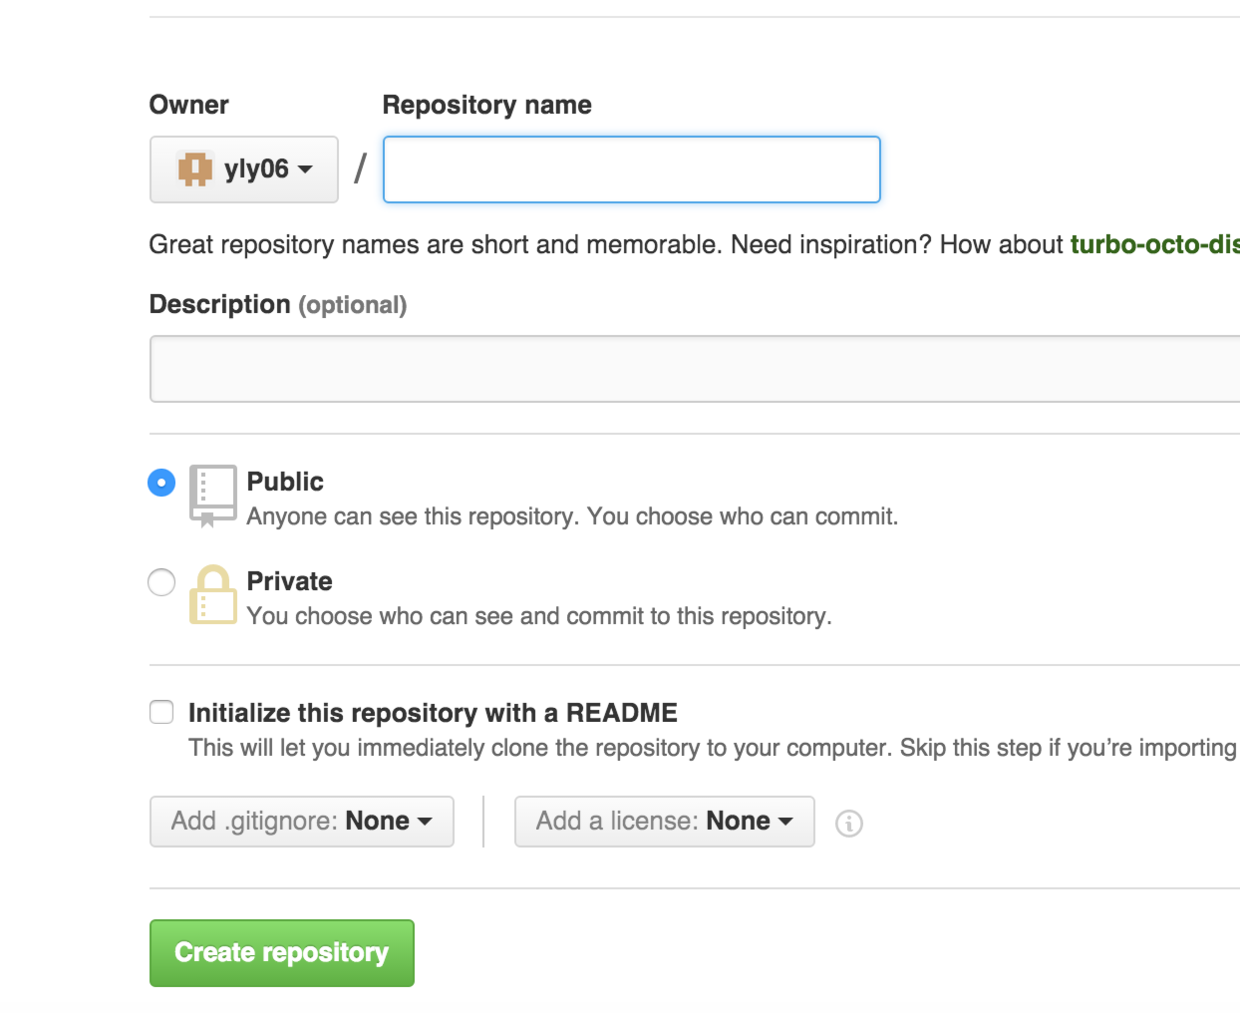 Owner Repository name
yly06 /
Great repository names are short and memorable. Need inspiration? How about turbo-octo-dis
Description (optional)
Public
Anyone can see this repository. You choose who can commit.
Private
You choose who can see and commit to this repository.
Initialize this repository with a README
This will let you immediately clone the repository to your computer. Skip this step if you’re importing
Add .gitignore: None Add a license: None
Create repository